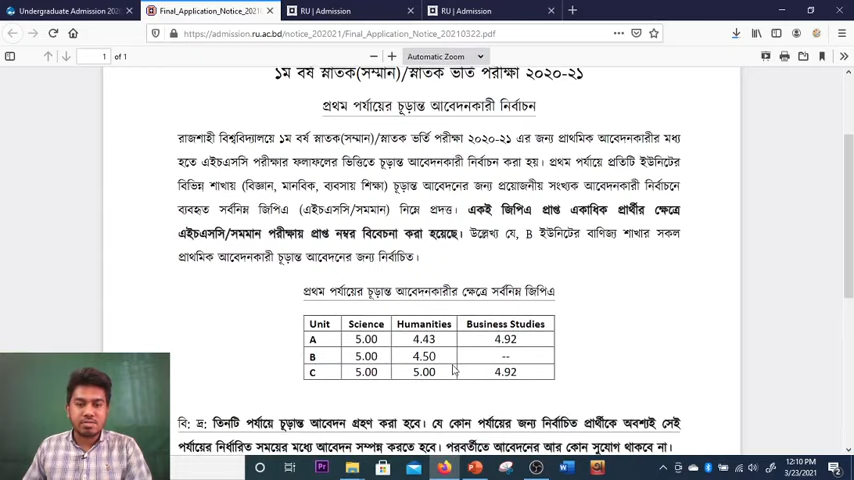 Undergraduate Admission 2020-
Final_Application_Notice_202103
RU | Admission
RU | Admission
https://admission.ru.ac.bd/notice_202021/Final_Application_Notice_20210322.pdf
1 of 1
Automatic Zoom
১ম বর্ষ স্নাতক(সম্মান)/স্নাতক ভর্তি পরীক্ষা ২০২০-২১
প্রথম পর্যায়ের চূড়ান্ত আবেদনকারী নির্বাচন
রাজশাহী বিশ্ববিদ্যালয়ে ১ম বর্ষ স্নাতক(সম্মান)/স্নাতক ভর্তি পরীক্ষা ২০২০-২১ এর জন্য প্রাথমিক আবেদনকারীর মধ্য
হতে এইচএসসি পরীক্ষার ফলাফলের ভিত্তিতে চূড়ান্ত আবেদনকারী নির্বাচন করা হয়। প্রথম পর্যায়ে প্রতিটি ইউনিটের
বিভিন্ন শাখায় (বিজ্ঞান, মানবিক, ব্যবসায় শিক্ষা) চূড়ান্ত আবেদনের জন্য প্রয়োজনীয় সংখ্যক আবেদনকারী নির্বাচনে
ব্যবহৃত সর্বনিম্ন জিপিএ (এইচএসসি/সমমান) নিম্নে প্রদত্ত। একই জিপিএ প্রাপ্ত একাধিক প্রার্থীর ক্ষেত্রে
এইচএসসি/সমমান পরীক্ষায় প্রাপ্ত নম্বর বিবেচনা করা হয়েছে। উল্লেখ্য যে, B ইউনিটের বাণিজ্য শাখার সকল
প্রাথমিক আবেদনকারী চূড়ান্ত আবেদনের জন্য নির্বাচিত।
প্রথম পর্যায়ের চূড়ান্ত আবেদনকারীর ক্ষেত্রে সর্বনিম্ন জিপিএ
Unit Science Humanities Business Studies
A 5.00 4.43 4.92
B 5.00 4.50 --
C 5.00 5.00 4.92
বি: দ্র: তিনটি পর্যায়ে চূড়ান্ত আবেদন গ্রহণ করা হবে। যে কোন পর্যায়ের জন্য নির্বাচিত প্রার্থীকে অবশ্যই সেই
পর্যায়ের নির্ধারিত সময়ের মধ্যে আবেদন সম্পন্ন করতে হবে। পরবর্তীতে আবেদনের আর কোন সুযোগ থাকবে না।
12:10 PM
3/23/2021